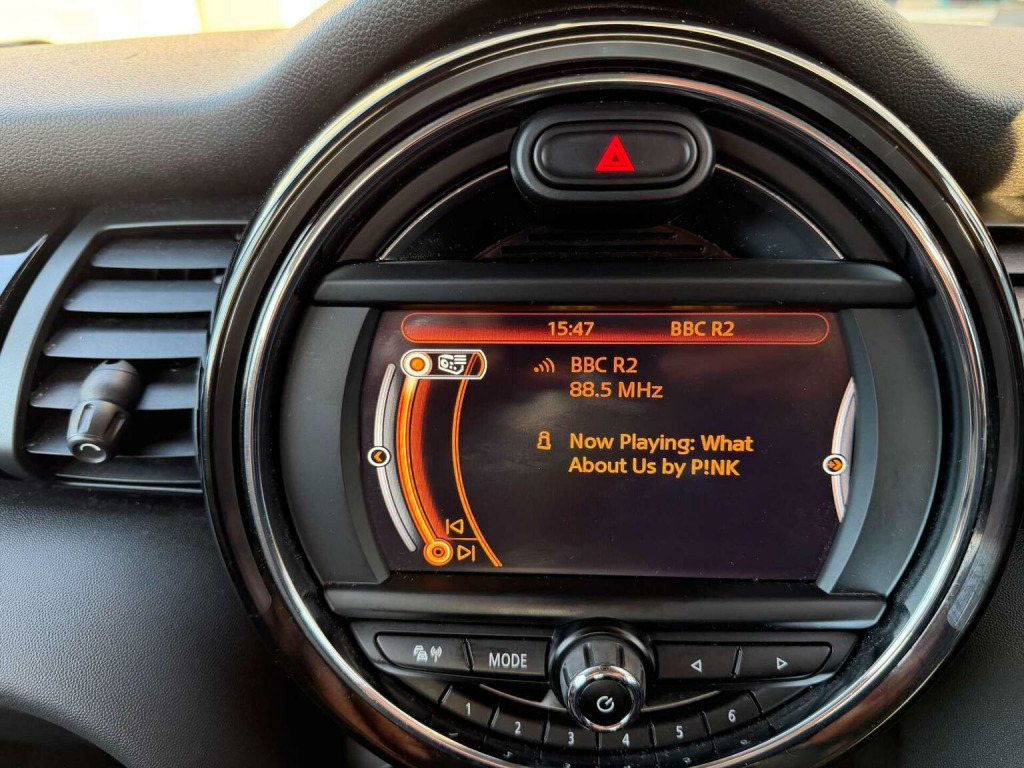 15:47 BBC R2
BBC R2
88.5 MHz
Now Playing: What
About Us by P!NK
MODE
1 2 3 4 5 6